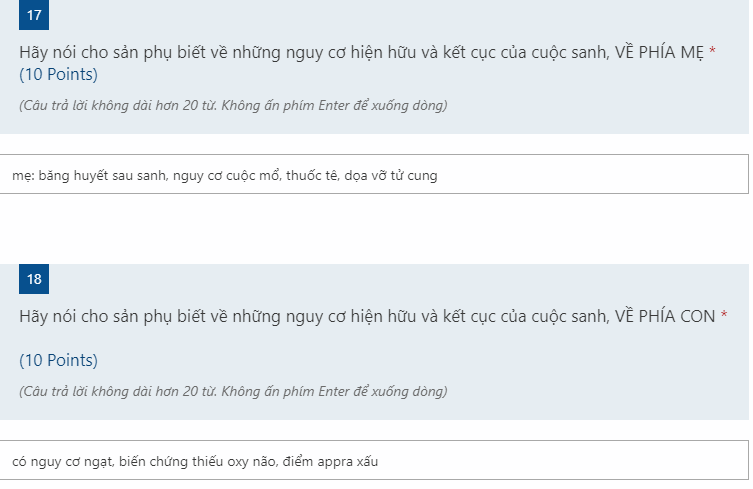 17
Hãy nói cho sản phụ biết về những nguy cơ hiện hữu và kết cục của cuộc sanh, VỀ PHÍA MẸ *
(10 Points)
(Câu trả lời không dài hơn 20 từ. Không ấn phím Enter để xuống dòng)
mẹ: băng huyết sau sanh, nguy cơ cuộc mổ, thuốc tê, dọa vỡ tử cung
18
Hãy nói cho sản phụ biết về những nguy cơ hiện hữu và kết cục của cuộc sanh, VỀ PHÍA CON *
(10 Points)
(Câu trả lời không dài hơn 20 từ. Không ấn phím Enter để xuống dòng)
có nguy cơ ngạt, biến chứng thiếu oxy não, điểm appra xấu